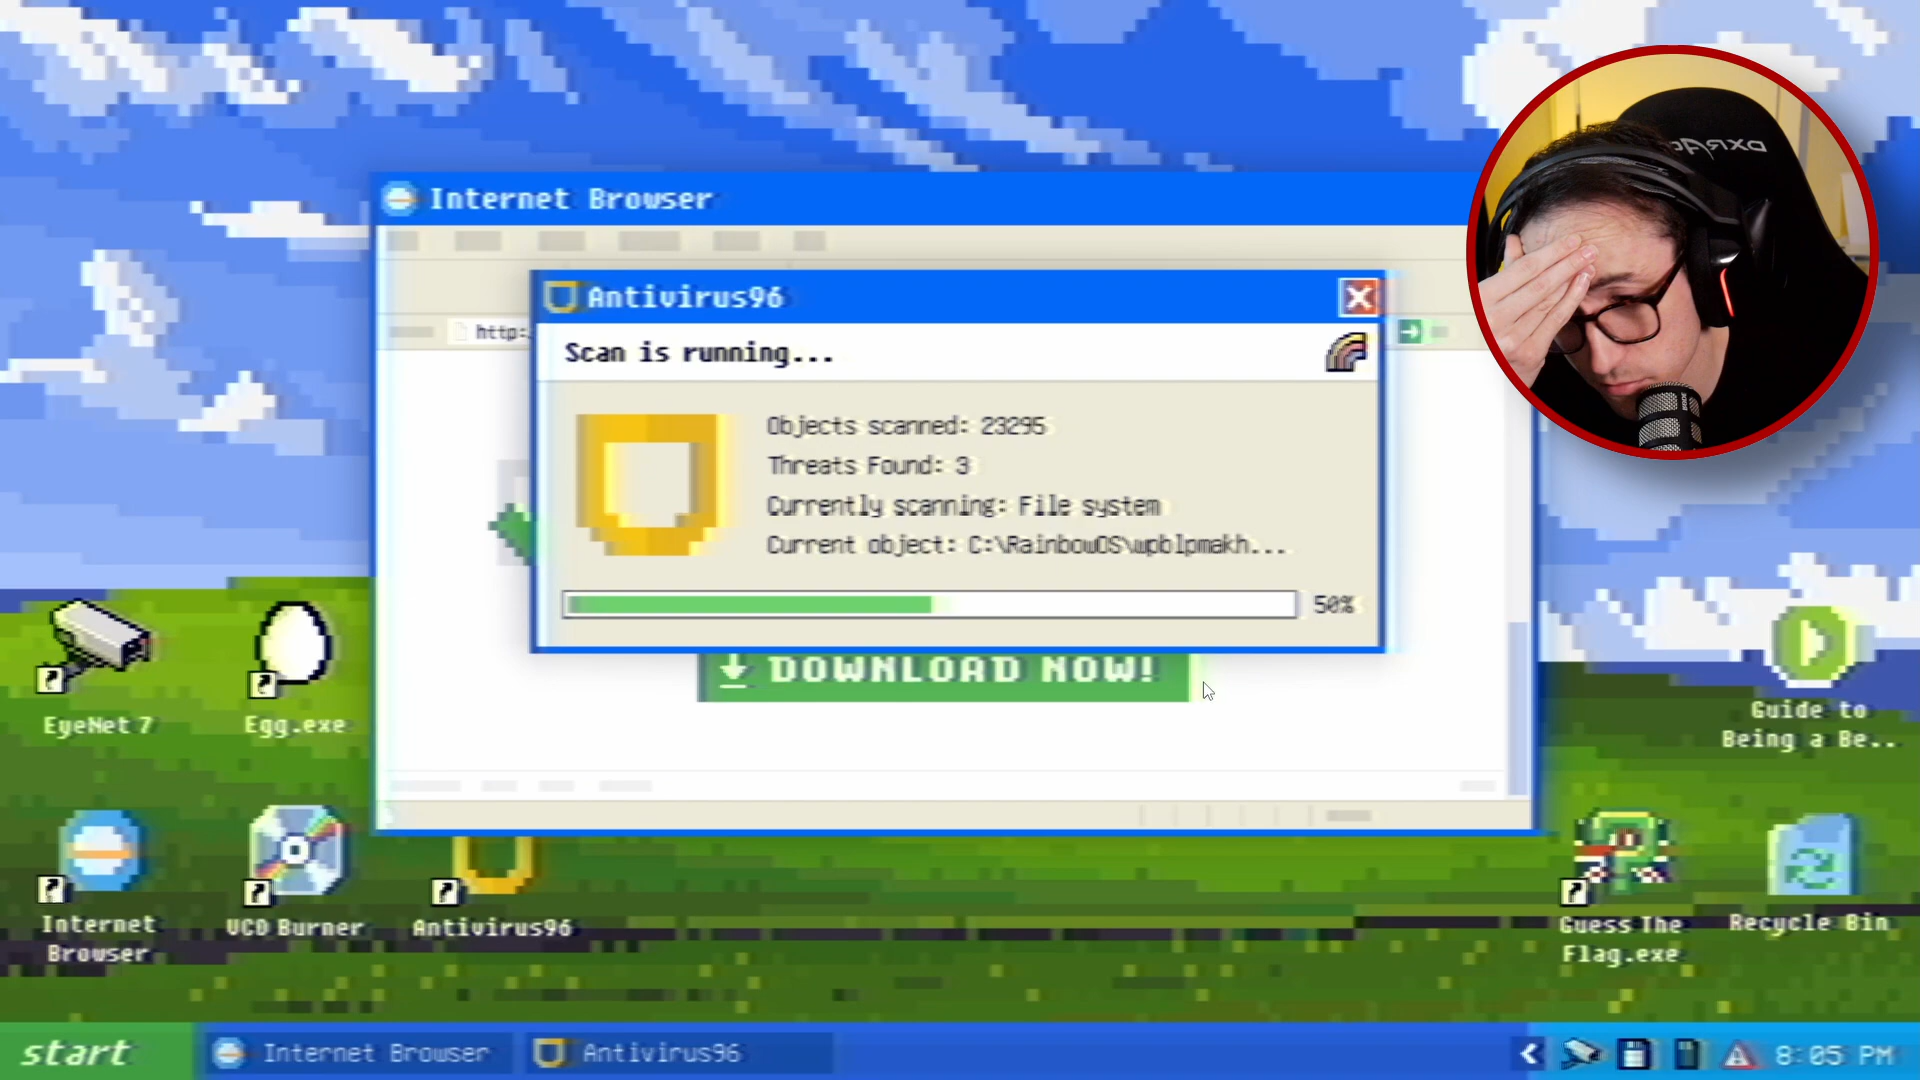 Internet Browser
http:
Antivirus96
Scan is running...
Objects scanned: 23295
Threats Found: 3
Currently scanning: File system
Current object: C:\RainbowOS\wpblpmakh...
50%
DOWNLOAD NOW!
EyeNet 7
Egg.exe
Guide to
Being a Be..
Internet
Browser
VCD Burner
Antivirus96
Guess The
Flag.exe
Recycle Bin
start
Internet Browser
Antivirus96
8:05 PM